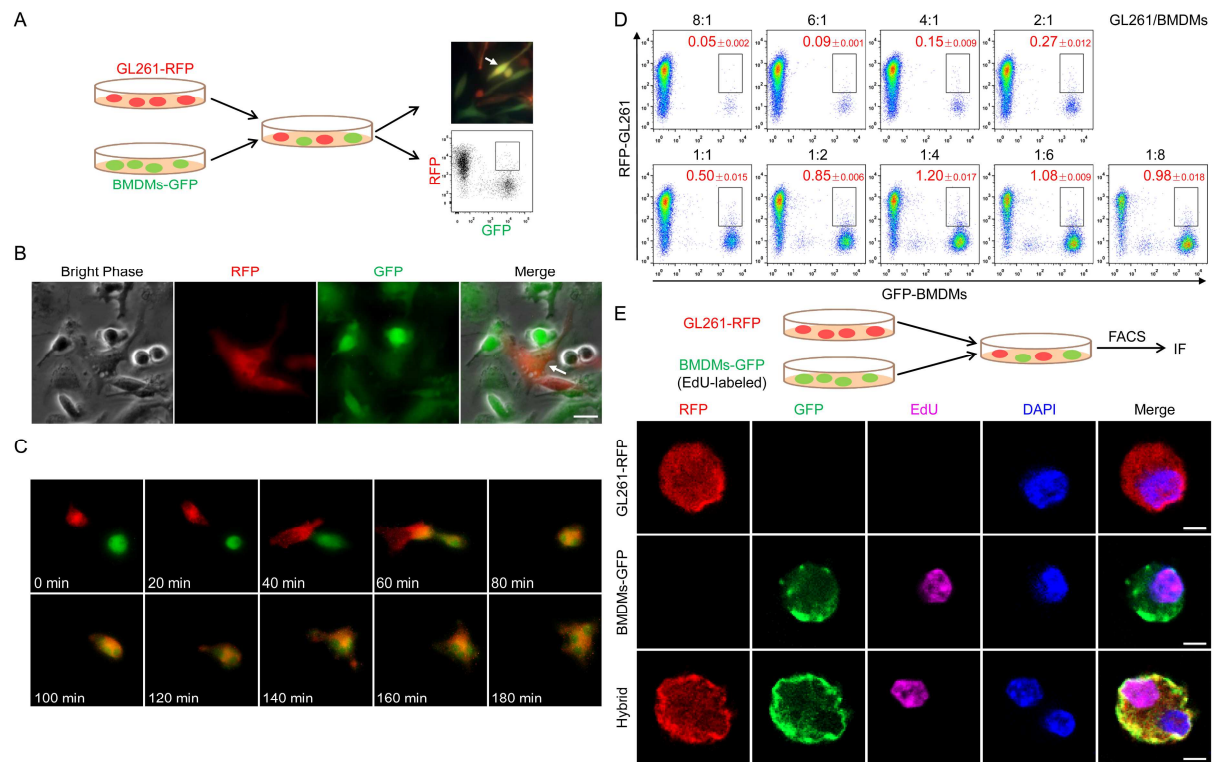 A
GL261-RFP
BMDMs-GFP
RFP
GFP
B
Bright Phase RFP GFP Merge
C
0 min 20 min 40 min 60 min 80 min
100 min 120 min 140 min 160 min 180 min
D
8:1 6:1 4:1 2:1 GL261/BMDMs
0.05±0.002 0.09±0.001 0.15±0.009 0.27±0.012
1:1 1:2 1:4 1:6 1:8
0.50±0.015 0.85±0.006 1.20±0.017 1.08±0.009 0.98±0.018
RFP-GL261
GFP-BMDMs
E
GL261-RFP
BMDMs-GFP
(EdU-labeled)
FACS
IF
RFP GFP EdU DAPI Merge
GL261-RFP
BMDMs-GFP
Hybrid